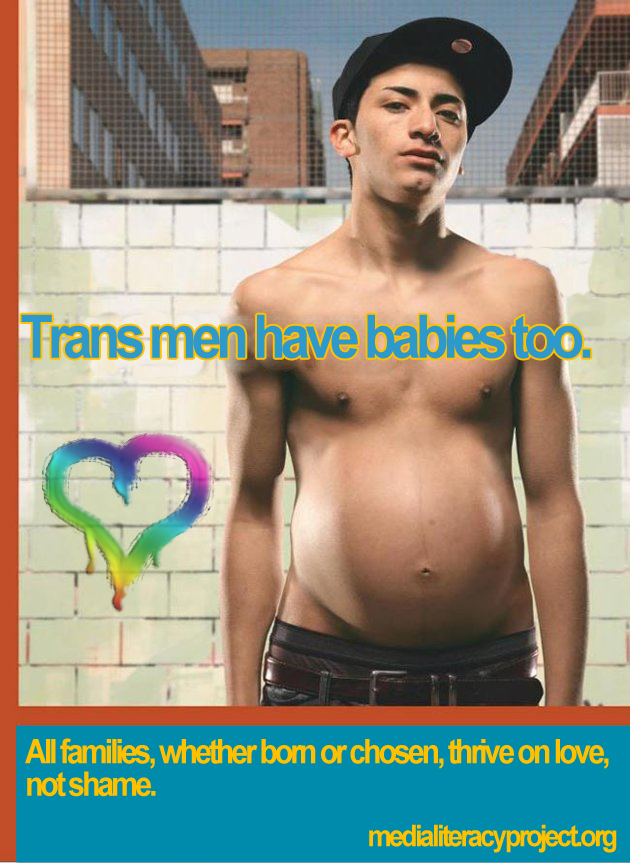 Trans men have babies too.
All families, whether born or chosen, thrive on love,
not shame.
medialiteracyproject.org